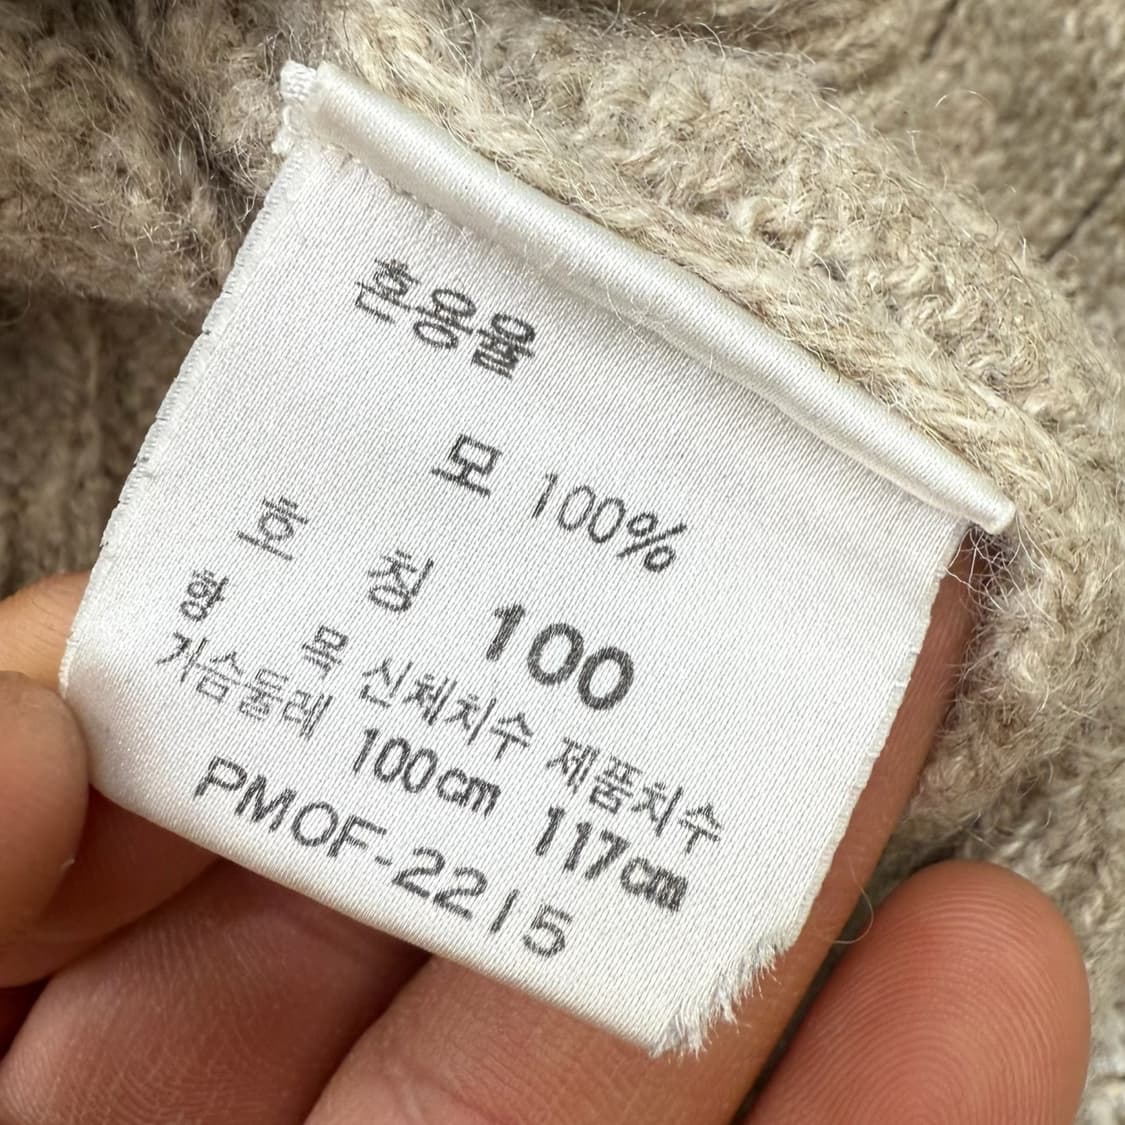 혼용율
모 100%
호 칭 100
항 목 신체치수 제품치수
가슴둘레 100cm 117cm
PMOF-2215